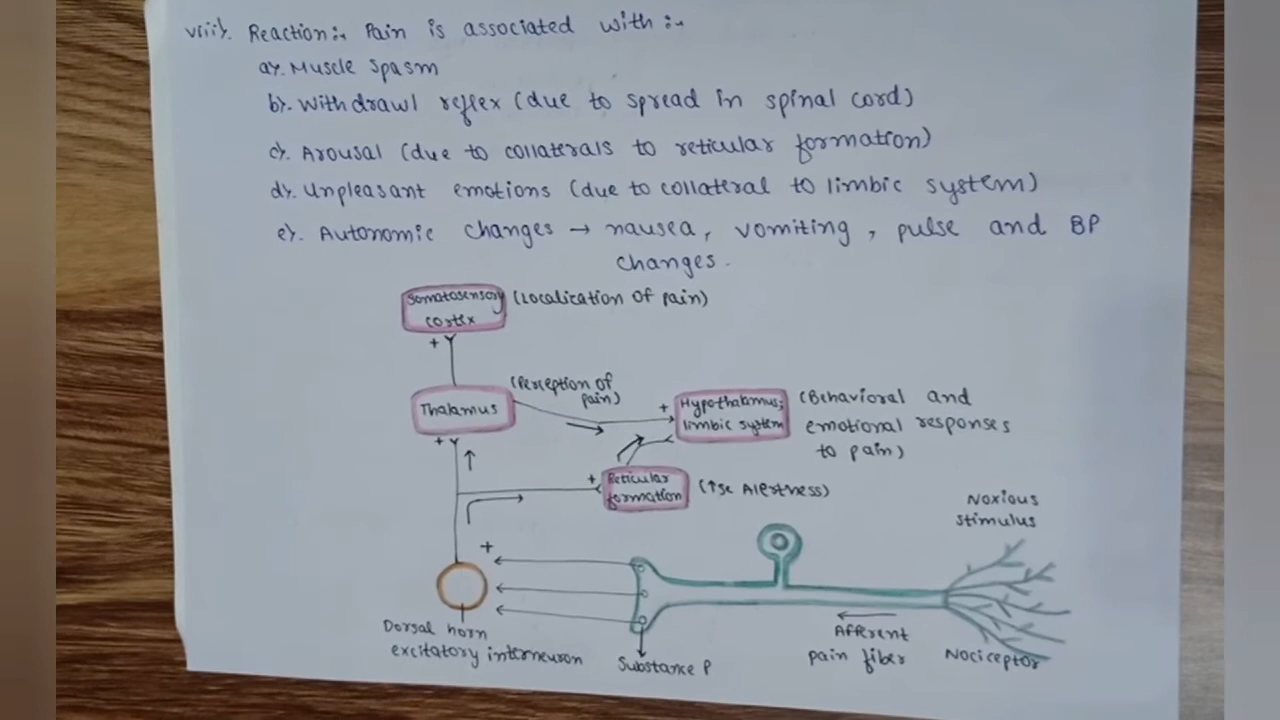 viii). Reaction:- Pain is associated with :-
a). Muscle spasm
b). Withdrawl reflex (due to spread in spinal cord)
c). Arousal (due to collaterals to reticular formation)
d). Unpleasant emotions (due to collateral to limbic system)
e). Autonomic changes → nausea, vomiting, pulse and BP
changes.
Somatosensory
cortex
(Localization of pain)
+
Thalamus
(Perception of
pain)
+
+
Hypothalamus;
limbic system
(Behavioral and
emotional responses
to pain)
+
Reticular
formation
(↑se Alertness)
Noxious
stimulus
+
Dorsal horn
excitatory interneuron
Substance P
Afferent
pain fiber
Nociceptor